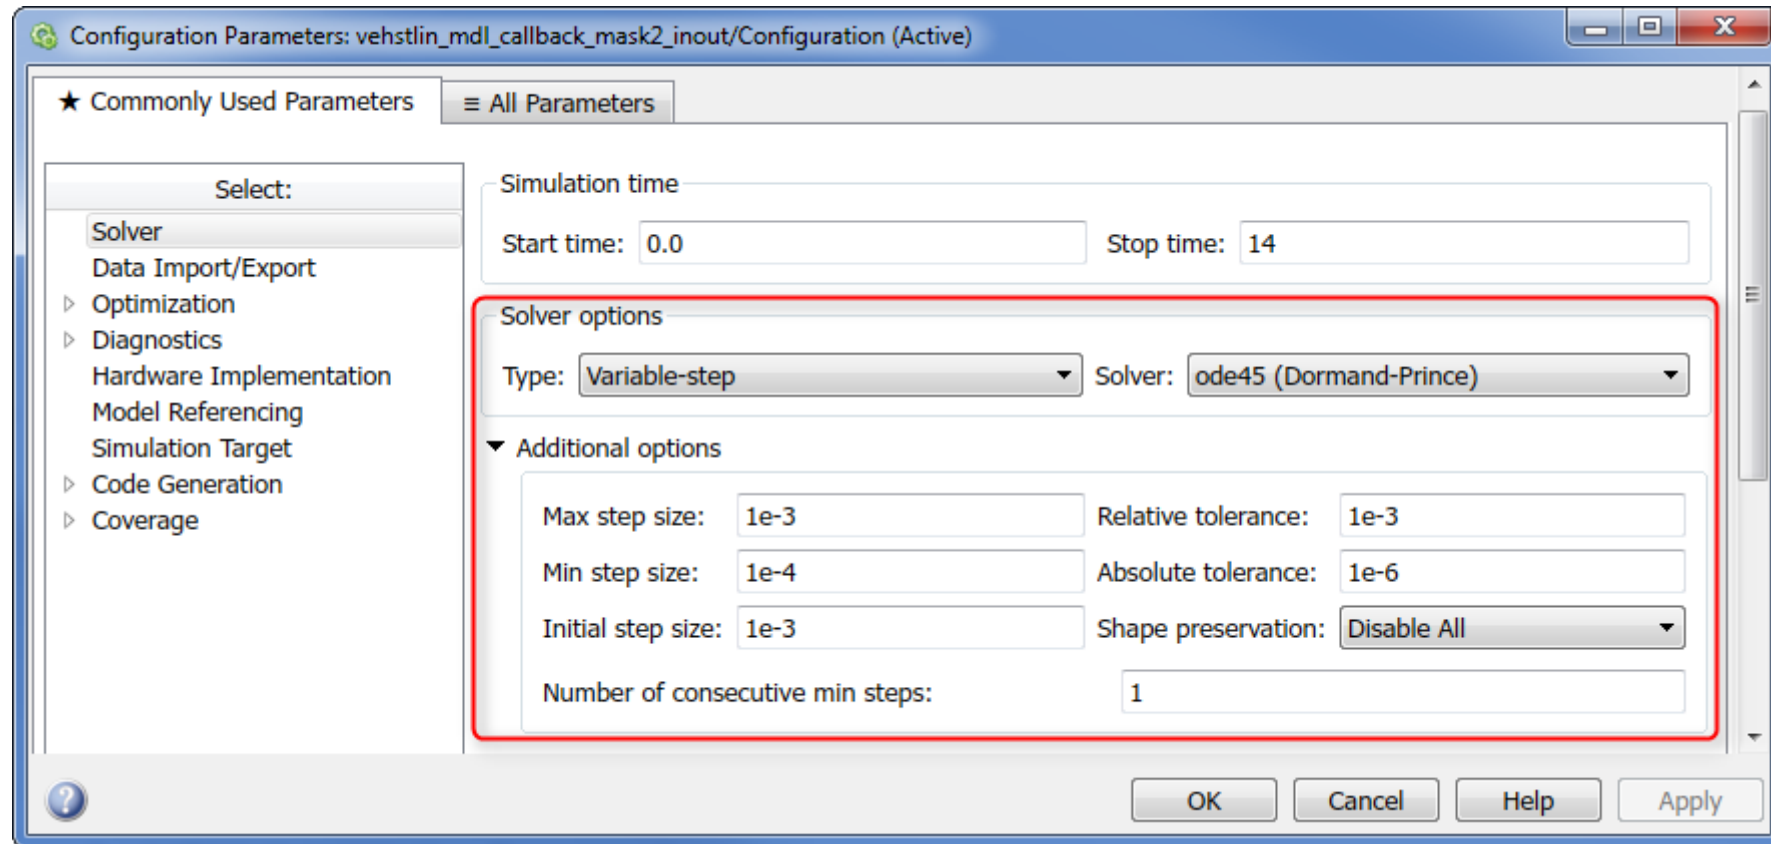 Configuration Parameters: vehstlin_mdl_callback_mask2_inout/Configuration (Active)
★ Commonly Used Parameters
≡ All Parameters
Select:
Solver
Data Import/Export
Optimization
Diagnostics
Hardware Implementation
Model Referencing
Simulation Target
Code Generation
Coverage
Simulation time
Start time: 0.0 Stop time: 14
Solver options
Type: Variable-step Solver: ode45 (Dormand-Prince)
Additional options
Max step size: 1e-3 Relative tolerance: 1e-3
Min step size: 1e-4 Absolute tolerance: 1e-6
Initial step size: 1e-3 Shape preservation: Disable All
Number of consecutive min steps: 1
? OK Cancel Help Apply